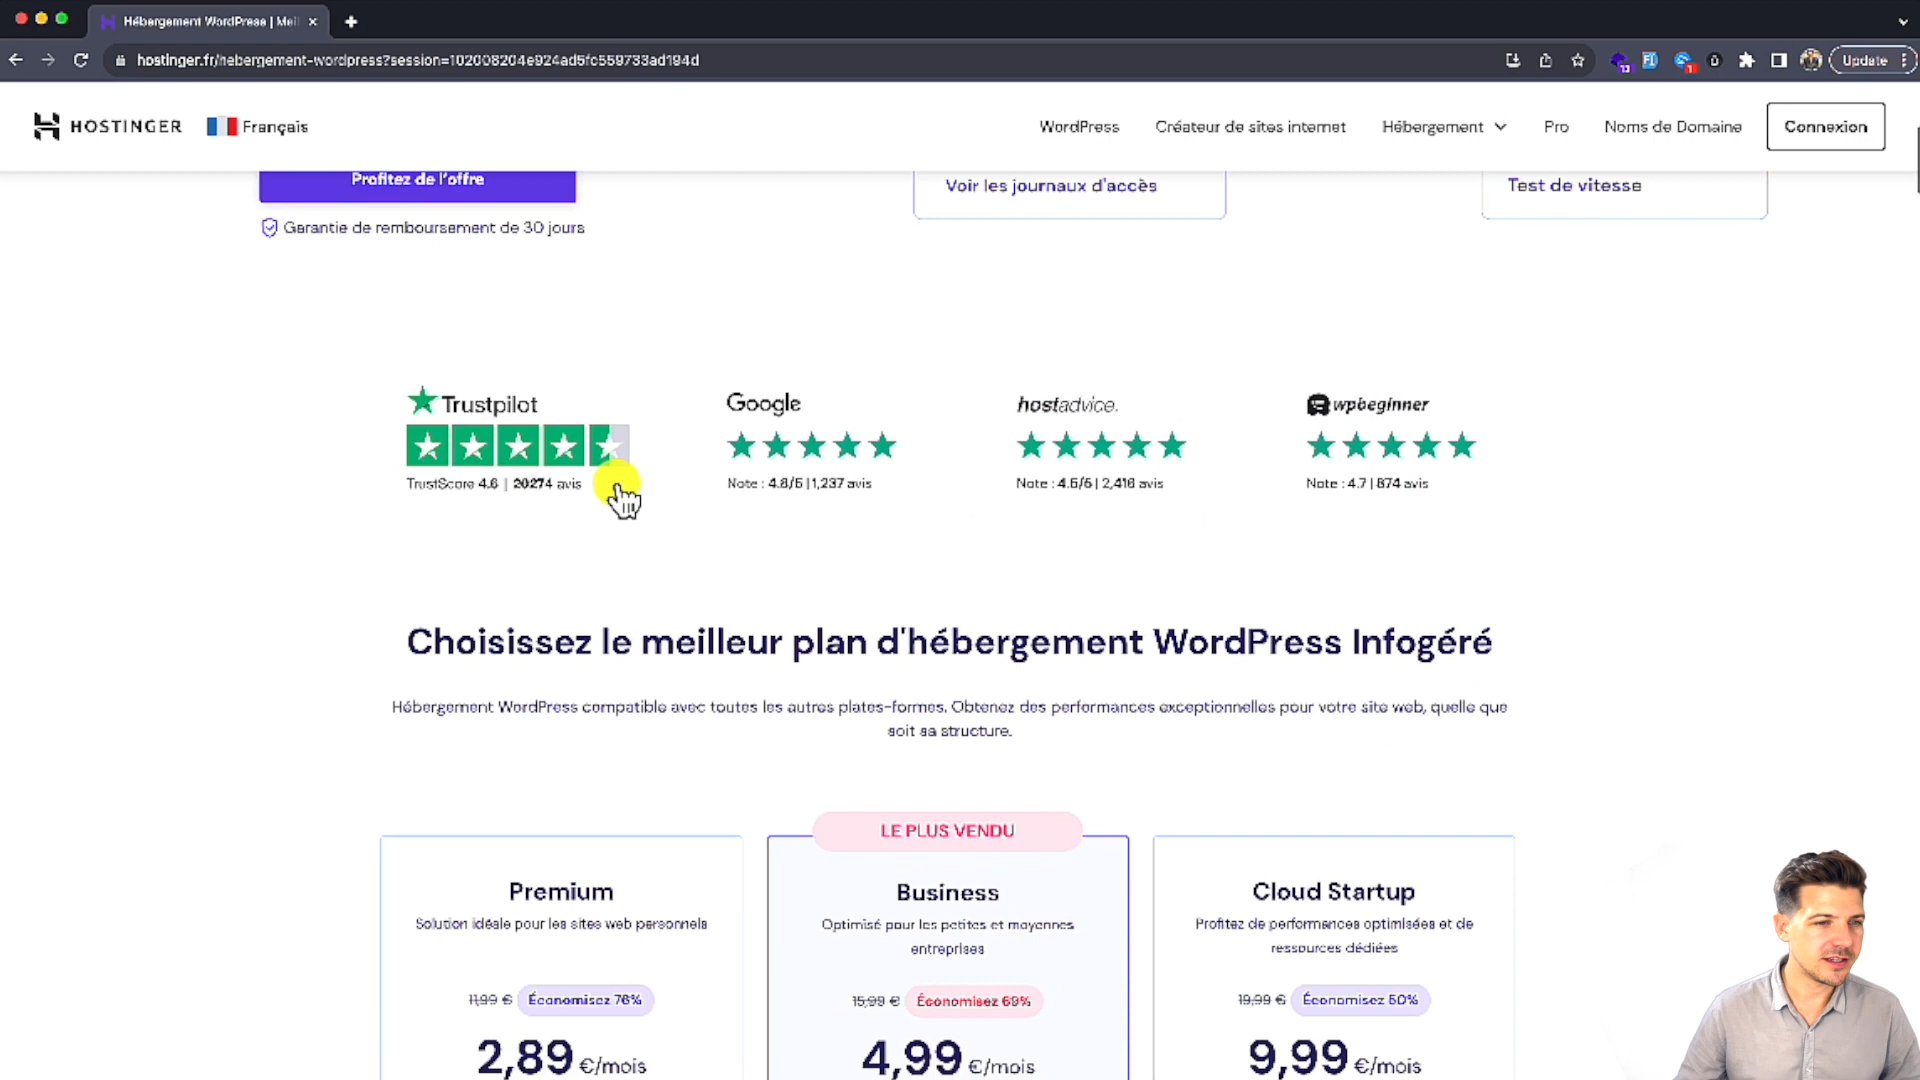 Hébergement WordPress | Meil
hostinger.fr/hebergement-wordpress?session=102008204e924ad5fc559733ad194d
Update
HOSTINGER
Français
WordPress
Créateur de sites internet
Hébergement
Pro
Noms de Domaine
Connexion
Profitez de l'offre
Voir les journaux d'accès
Test de vitesse
Garantie de remboursement de 30 jours
Trustpilot
Google
hostadvice.
wpbeginner
TrustScore 4.6 | 20274 avis
Note : 4.8/5 | 1,237 avis
Note : 4.6/5 | 2,416 avis
Note : 4.7 | 874 avis
Choisissez le meilleur plan d'hébergement WordPress Infogéré
Hébergement WordPress compatible avec toutes les autres plates-formes. Obtenez des performances exceptionnelles pour votre site web, quelle que
soit sa structure.
LE PLUS VENDU
Premium
Solution idéale pour les sites web personnels
11,99 € Économisez 76%
2,89 €/mois
Business
Optimisé pour les petites et moyennes
entreprises
15,99 € Économisez 69%
4,99 €/mois
Cloud Startup
Profitez de performances optimisées et de
ressources dédiées
19,99 € Économisez 50%
9,99 €/mois